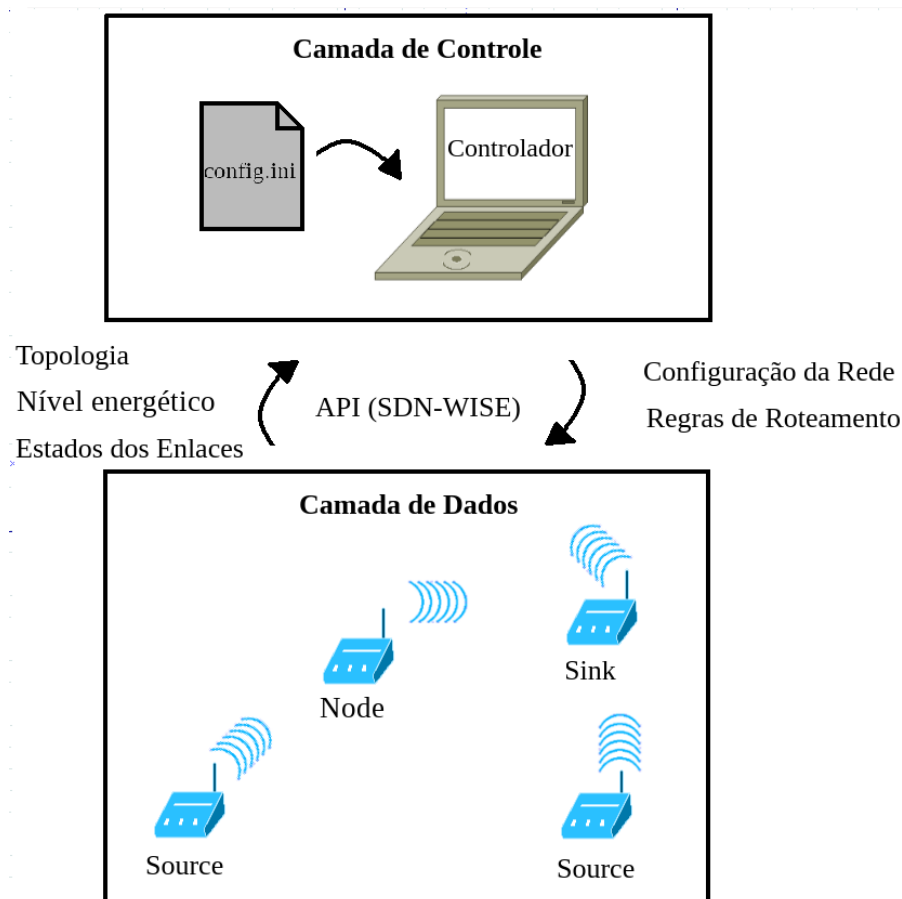 Camada de Controle
config.ini
Controlador
Topologia
Nível energético
Estados dos Enlaces
API (SDN-WISE)
Configuração da Rede
Regras de Roteamento
Camada de Dados
Node
Sink
Source
Source